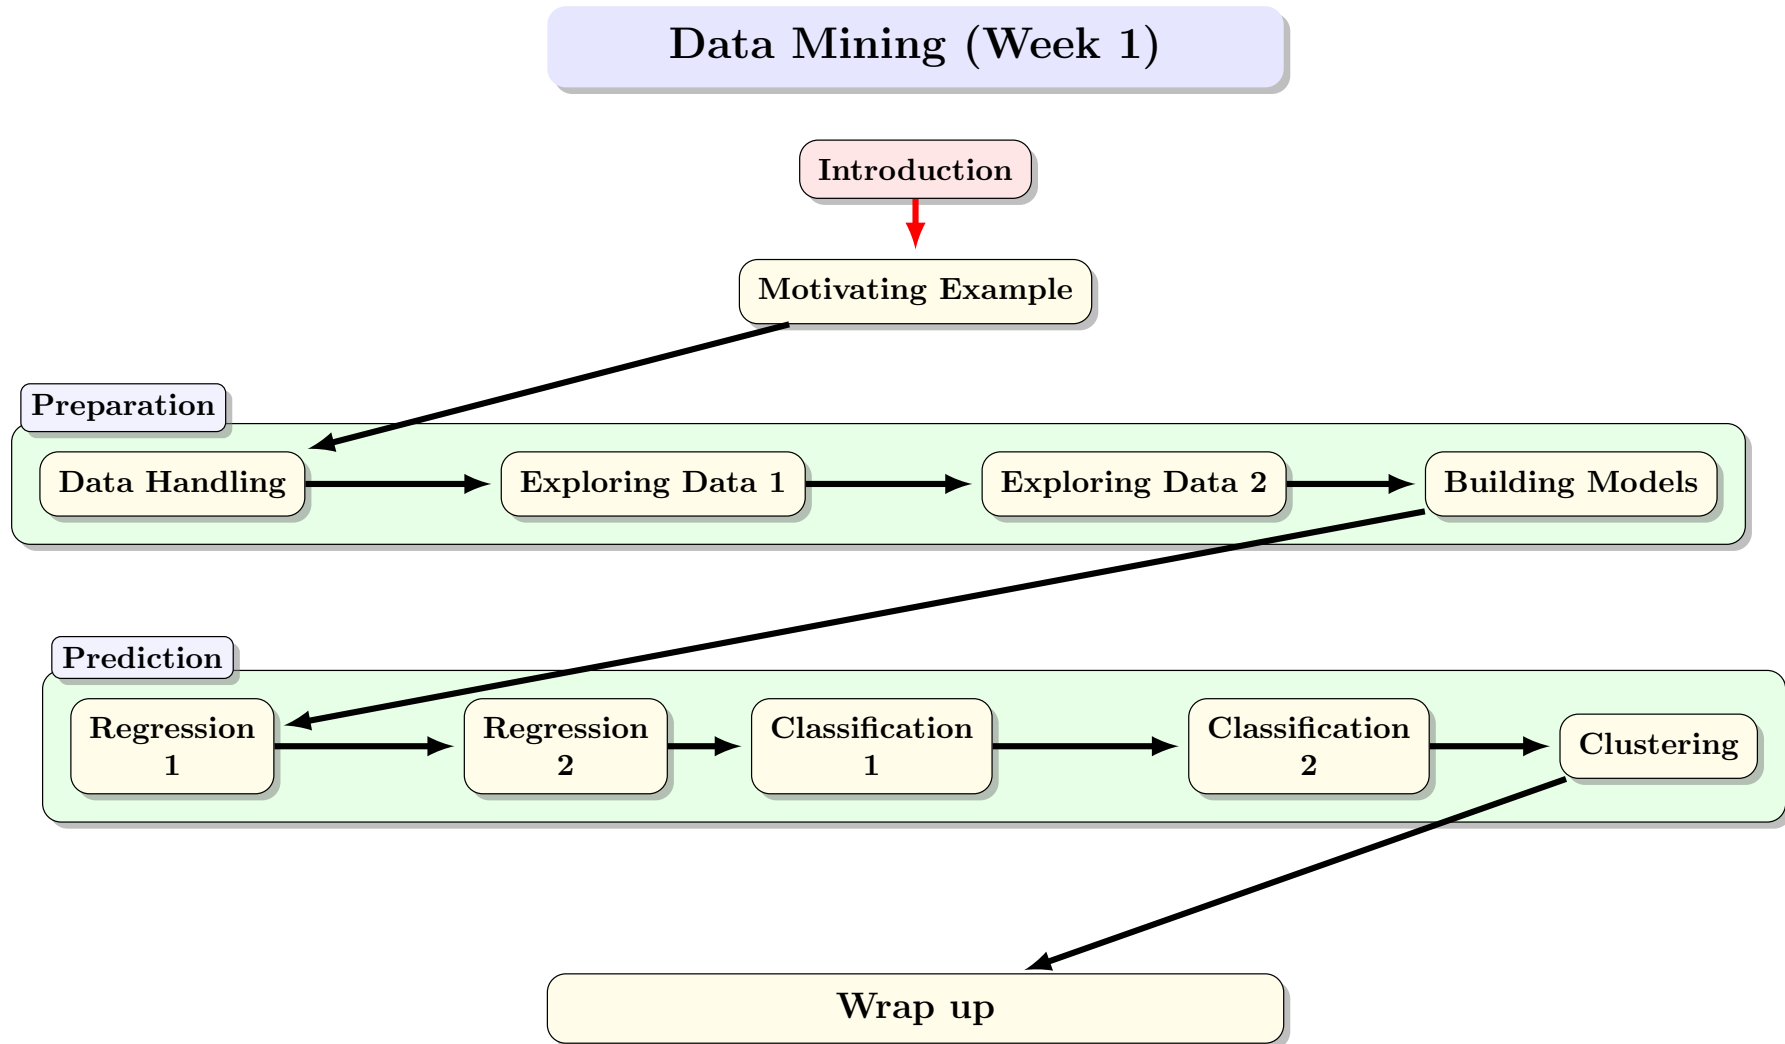 Data Mining (Week 1)
Introduction
Motivating Example
Preparation
Data Handling
Exploring Data 1
Exploring Data 2
Building Models
Prediction
Regression
1
Regression
2
Classification
1
Classification
2
Clustering
Wrap up